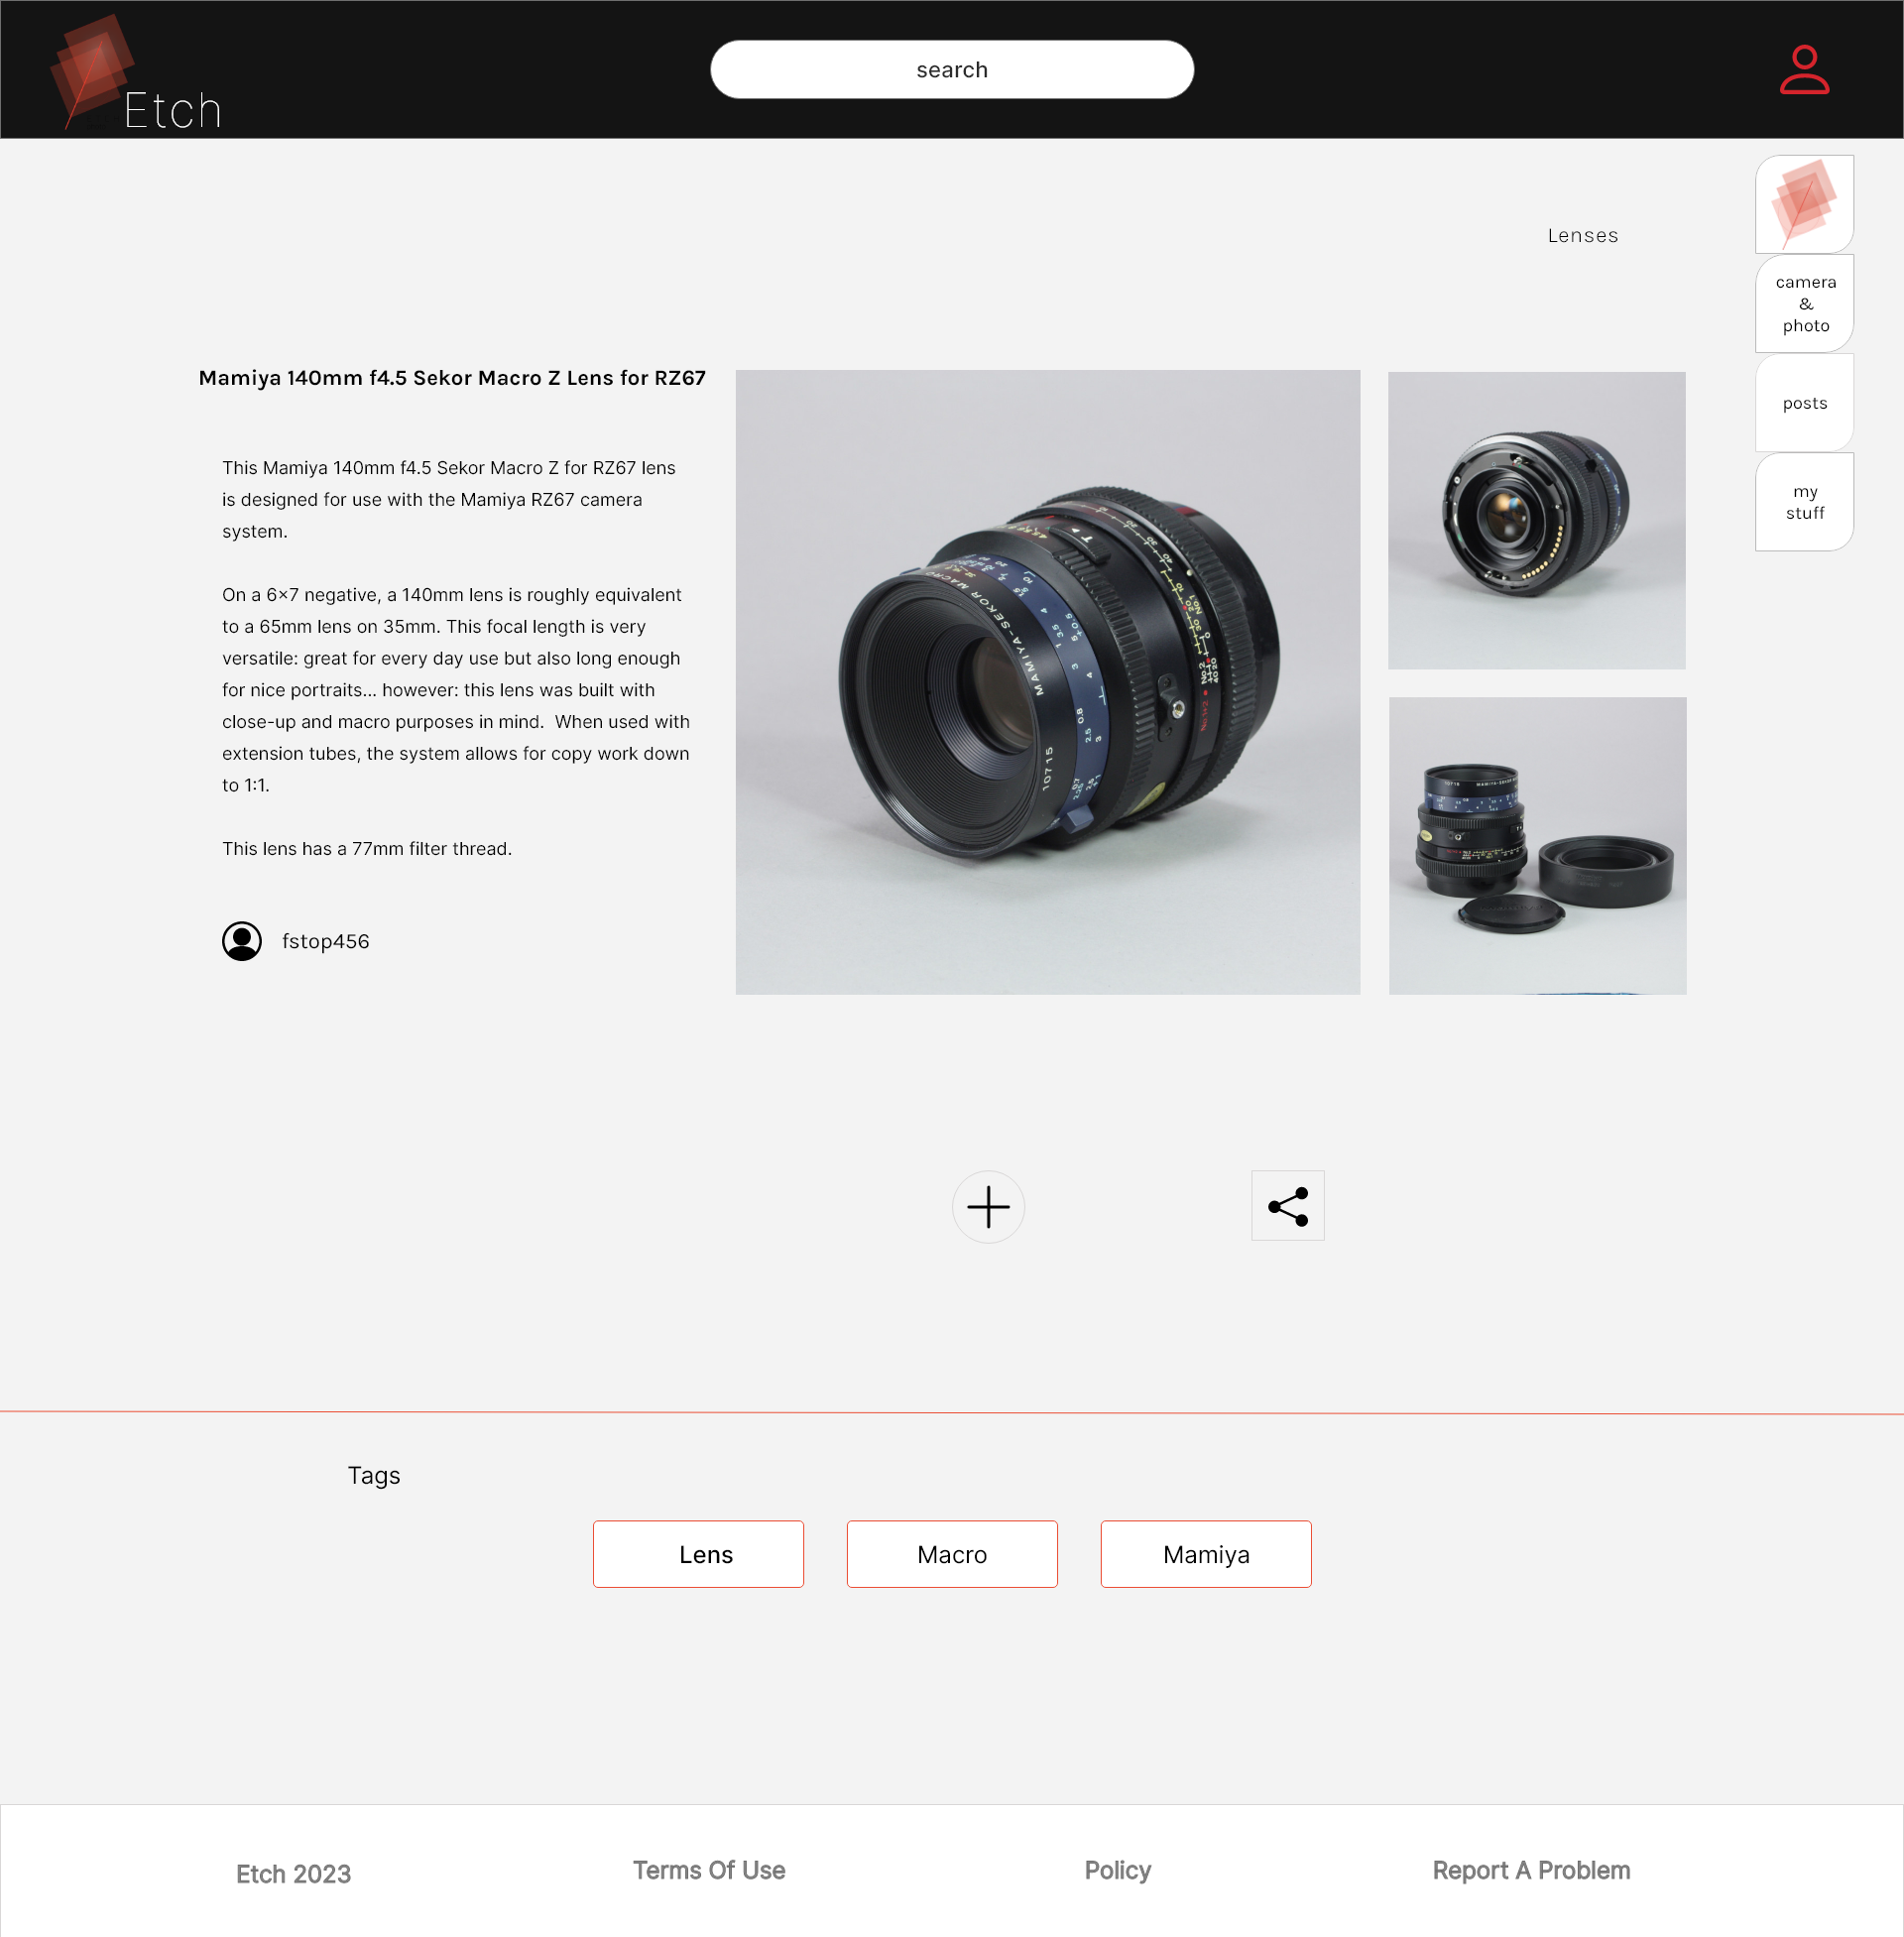 Etch
search
Lenses
camera
&
photo
posts
my
stuff
Mamiya 140mm f4.5 Sekor Macro Z Lens for RZ67
This Mamiya 140mm f4.5 Sekor Macro Z for RZ67 lens
is designed for use with the Mamiya RZ67 camera
system.
On a 6×7 negative, a 140mm lens is roughly equivalent
to a 65mm lens on 35mm. This focal length is very
versatile: great for every day use but also long enough
for nice portraits... however: this lens was built with
close-up and macro purposes in mind.  When used with
extension tubes, the system allows for copy work down
to 1:1.
This lens has a 77mm filter thread.
fstop456
MAMIYA-SEKOR MACRO
10715
Tags
Lens
Macro
Mamiya
Etch 2023
Terms Of Use
Policy
Report A Problem